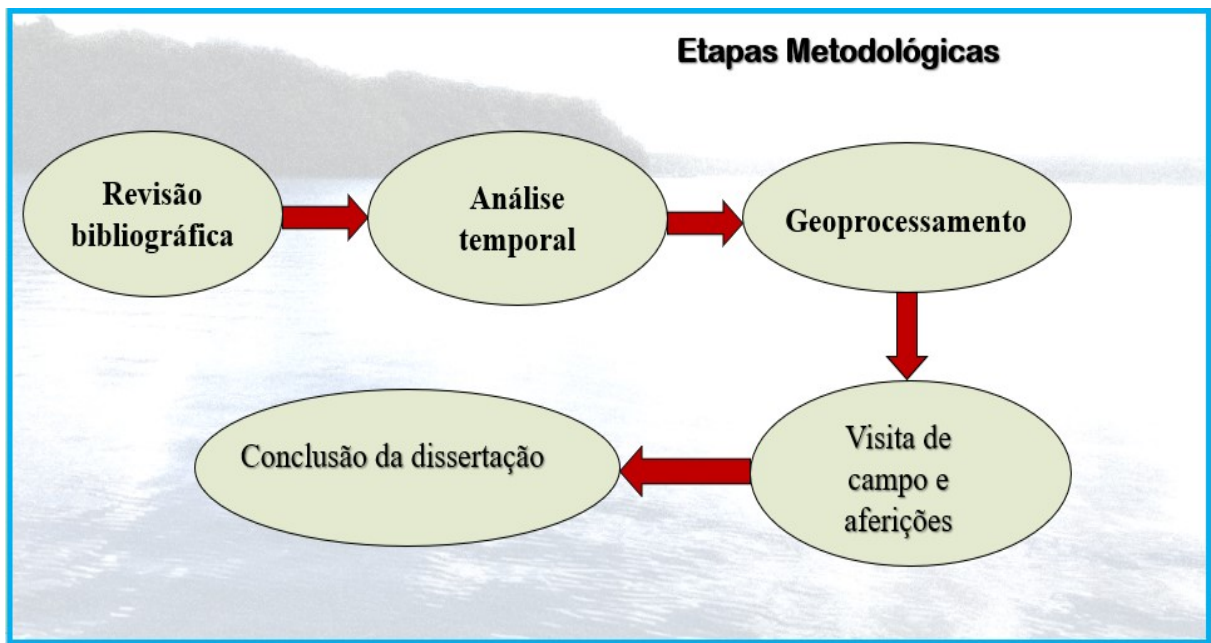 Etapas Metodológicas
Revisão
bibliográfica
Análise
temporal
Geoprocessamento
Visita de
campo e
aferições
Conclusão da dissertação